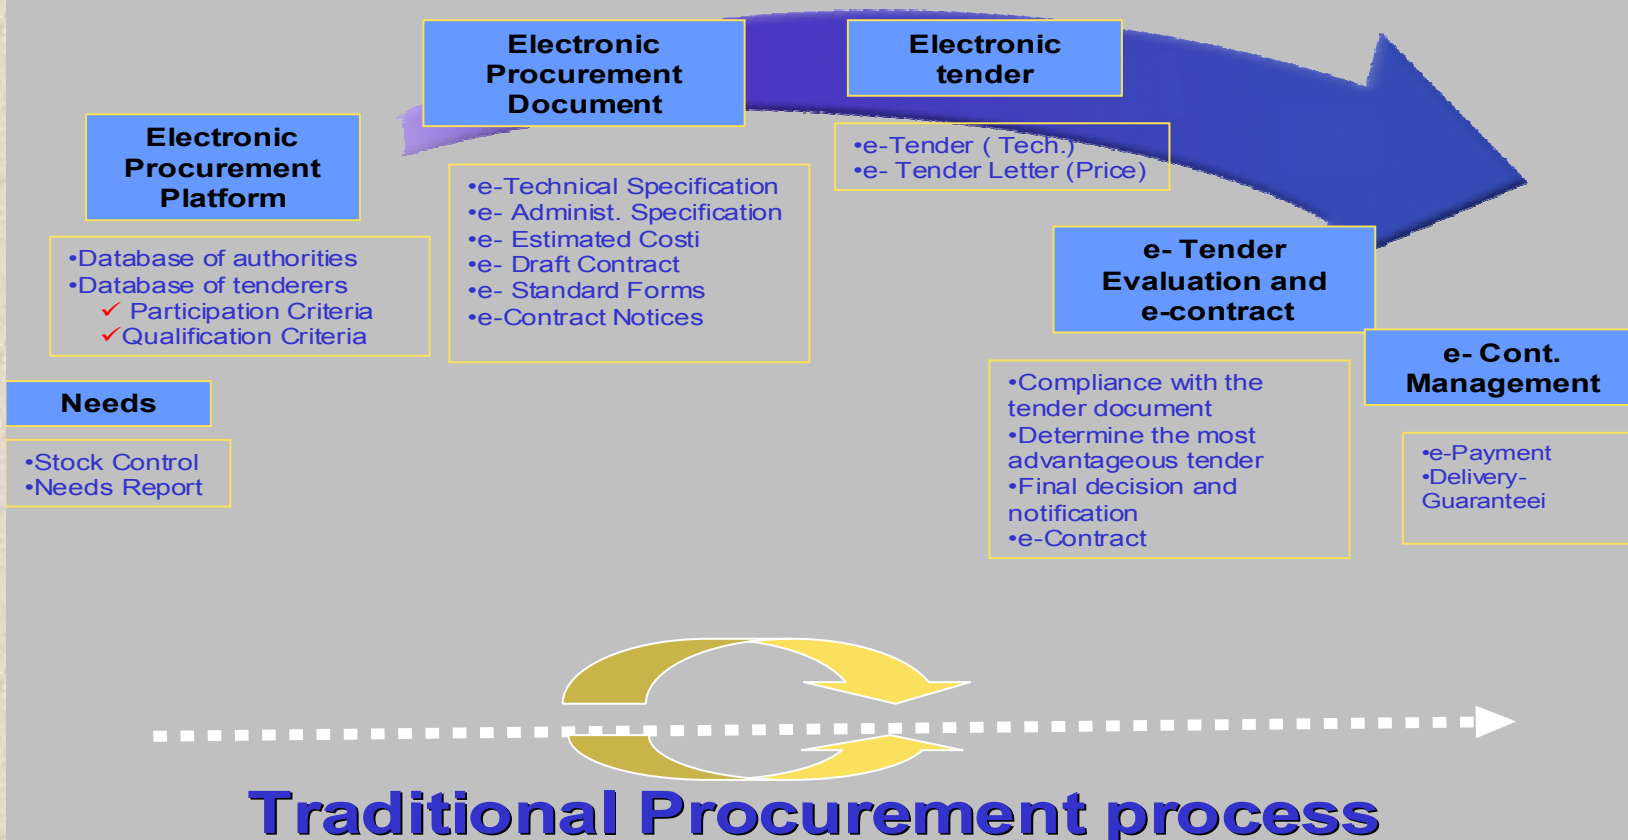 Needs
•Stock Control
•Needs Report
Electronic
Procurement
Platform
•Database of authorities
•Database of tenderers
✓ Participation Criteria
✓Qualification Criteria
Electronic
Procurement
Document
•e-Technical Specification
•e- Administ. Specification
•e- Estimated Costi
•e- Draft Contract
•e- Standard Forms
•e-Contract Notices
Electronic
tender
•e-Tender ( Tech.)
•e- Tender Letter (Price)
e- Tender
Evaluation and
e-contract
•Compliance with the
tender document
•Determine the most
advantageous tender
•Final decision and
notification
•e-Contract
e- Cont.
Management
•e-Payment
•Delivery-
Guaranteei
Traditional Procurement process